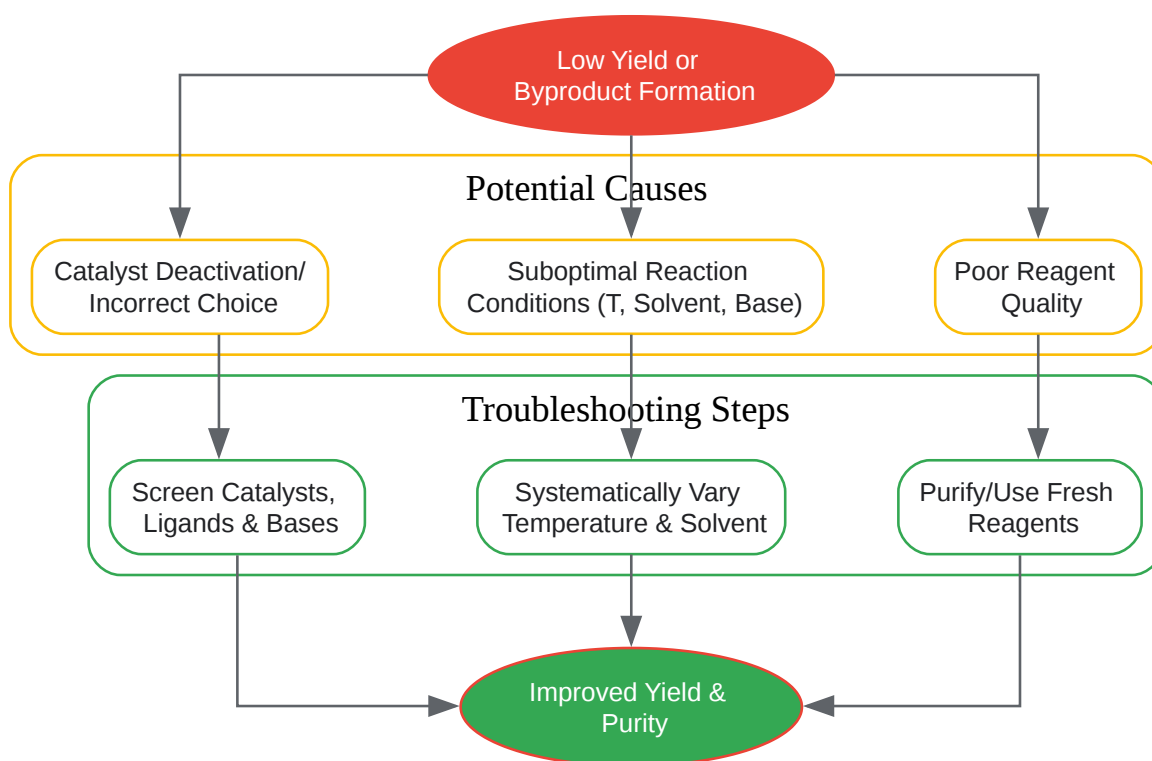 Low Yield or
Byproduct Formation
Potential Causes
Catalyst Deactivation/
Incorrect Choice
Suboptimal Reaction
Conditions (T, Solvent, Base)
Poor Reagent
Quality
Troubleshooting Steps
Screen Catalysts,
Ligands & Bases
Systematically Vary
Temperature & Solvent
Purify/Use Fresh
Reagents
Improved Yield &
Purity